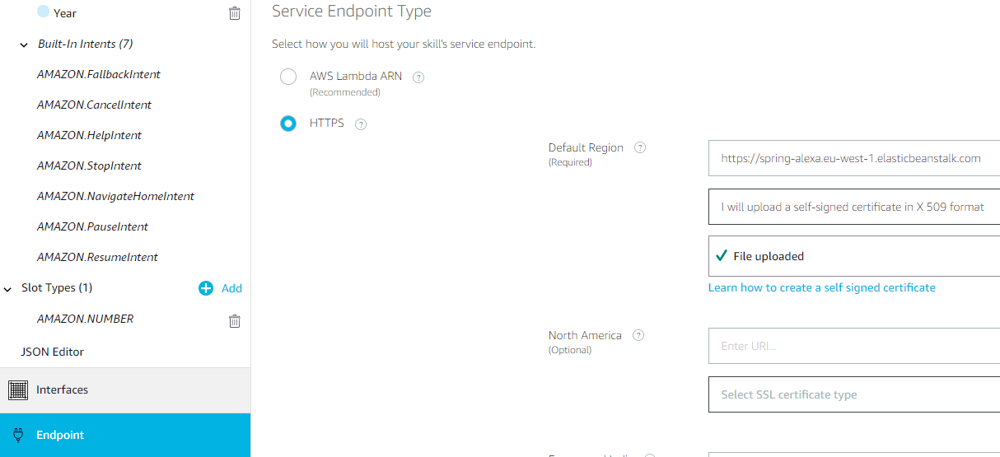 Year
Built-In Intents (7)
AMAZON.FallbackIntent
AMAZON.CancelIntent
AMAZON.HelpIntent
AMAZON.StopIntent
AMAZON.NavigateHomeIntent
AMAZON.PauseIntent
AMAZON.ResumeIntent
Slot Types (1)
Add
AMAZON.NUMBER
JSON Editor
Interfaces
Endpoint
Service Endpoint Type
Select how you will host your skill's service endpoint.
AWS Lambda ARN ?
(Recommended)
HTTPS ?
Default Region ?
(Required)
https://spring-alexa.eu-west-1.elasticbeanstalk.com
I will upload a self-signed certificate in X 509 format
File uploaded
Learn how to create a self signed certificate
North America ?
(Optional)
Enter URI...
Select SSL certificate type